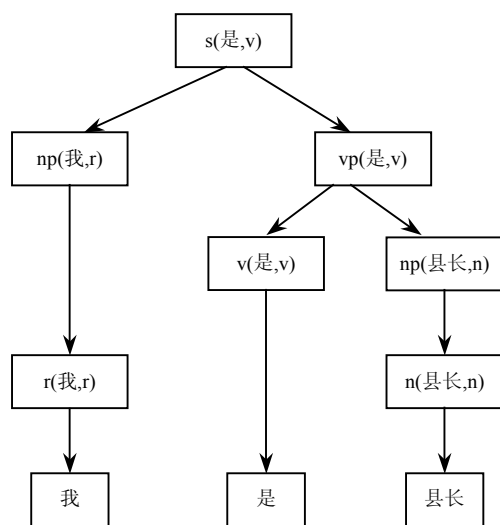 s(是,v)
np(我,r)
vp(是,v)
v(是,v)
np(县长,n)
r(我,r)
n(县长,n)
我
是
县长